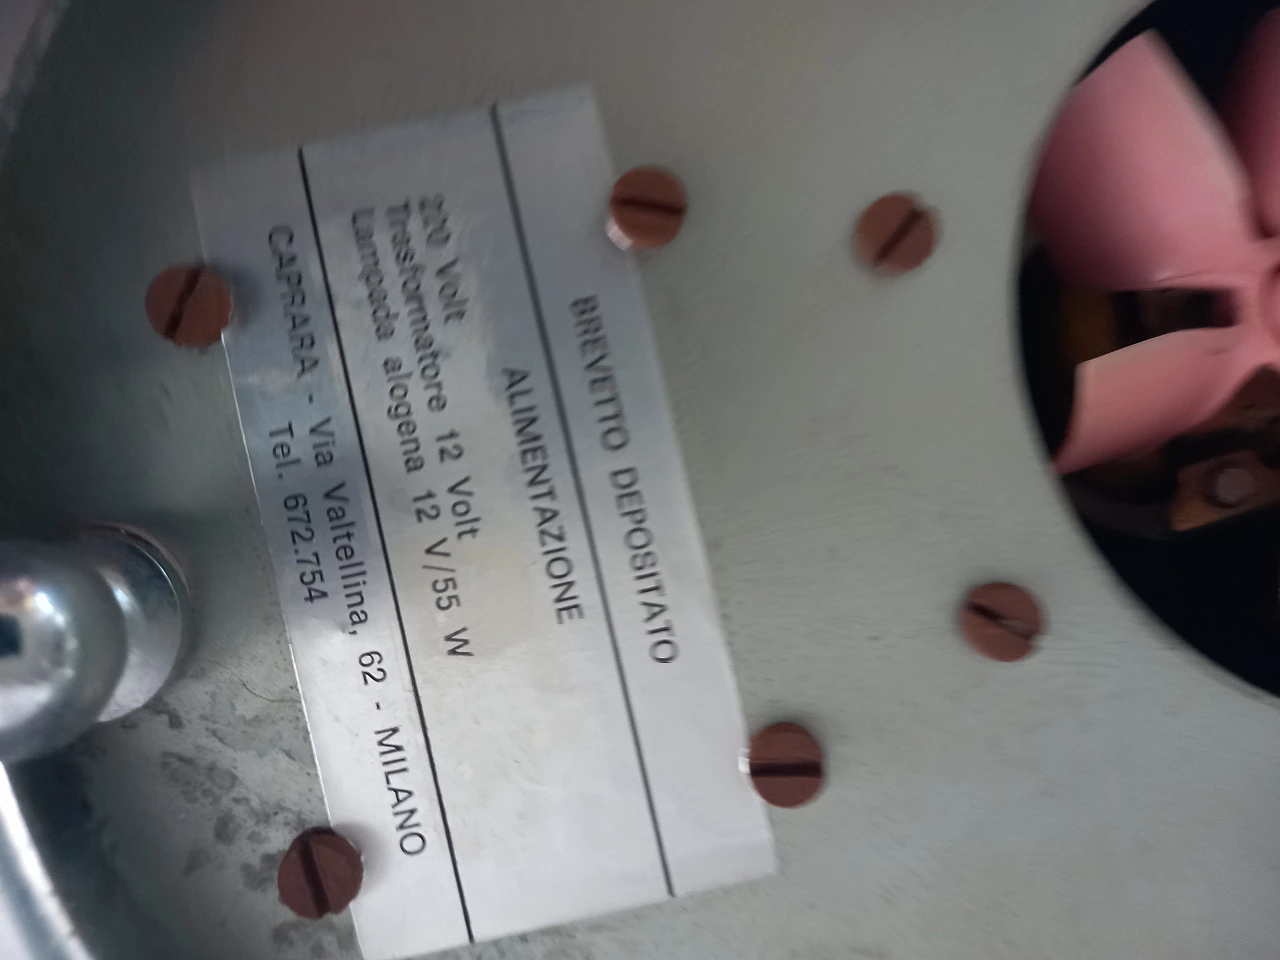 BREVETTO DEPOSITATO
ALIMENTAZIONE
220 Volt
Trasformatore 12 Volt
Lampada alogena 12 V/55 W
CAPRARA - Via Valtellina, 62 - MILANO
Tel. 672.754